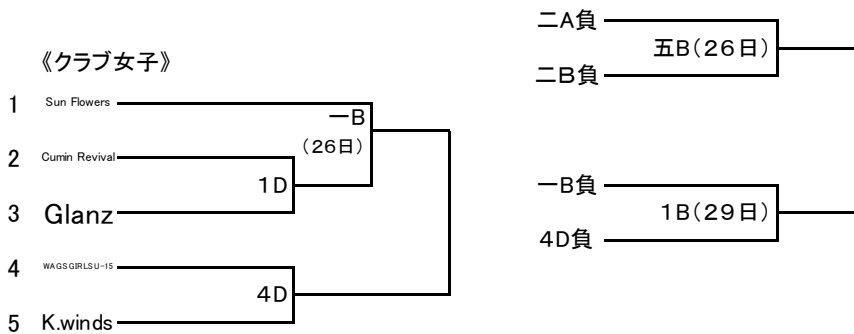 《クラブ女子》
1 Sun Flowers
一B
(26日)
2 Cumin Revival
1D
3 Glanz
4 WAGSGIRLSU-15
4D
5 K.winds
二A負
五B(26日)
二B負
一B負
1B(29日)
4D負